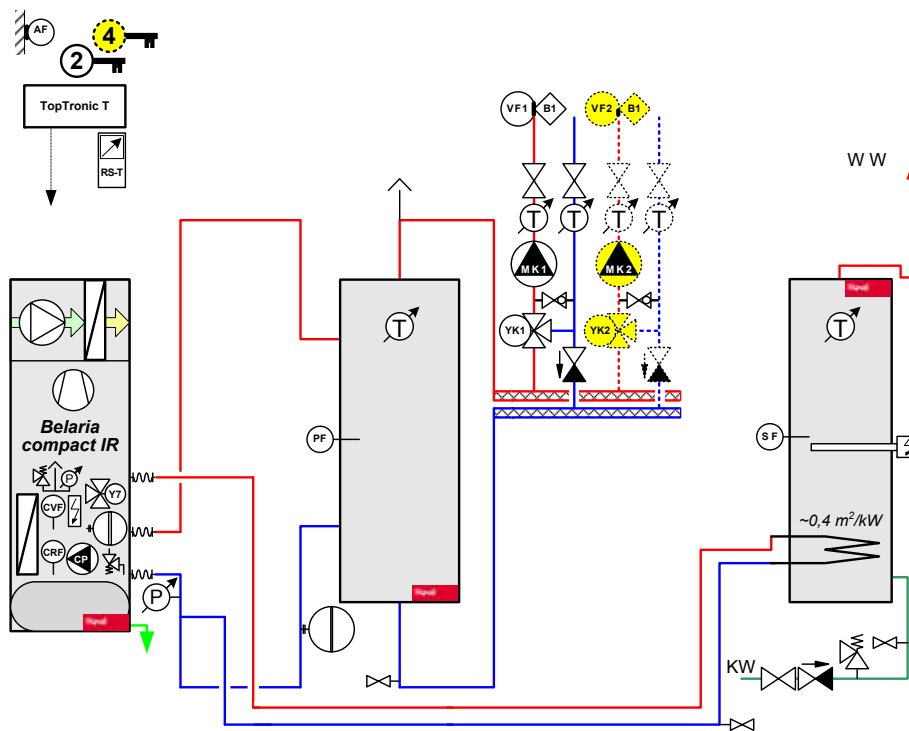 AF
4
2
TopTronic T
RS-T
VF1
B1
VF2
B1
W W
T
T
T
T
MK1
MK2
YK1
YK2
T
T
Belaria
compact IR
PF
S F
P
CVF
Y7
CRF
CP
~0,4 m²/kW
P
KW